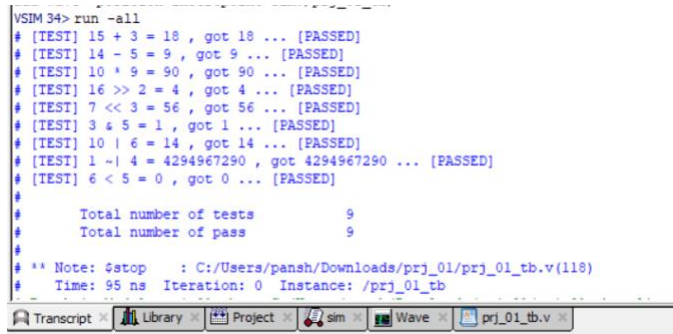 VSIM 34> run -all
# [TEST] 15 + 3 = 18 , got 18 ... [PASSED]
# [TEST] 14 - 5 = 9 , got 9 ... [PASSED]
# [TEST] 10 * 9 = 90 , got 90 ... [PASSED]
# [TEST] 16 >> 2 = 4 , got 4 ... [PASSED]
# [TEST] 7 << 3 = 56 , got 56 ... [PASSED]
# [TEST] 3 & 5 = 1 , got 1 ... [PASSED]
# [TEST] 10 | 6 = 14 , got 14 ... [PASSED]
# [TEST] 1 ~| 4 = 4294967290 , got 4294967290 ... [PASSED]
# [TEST] 6 < 5 = 0 , got 0 ... [PASSED]
#
# Total number of tests 9
# Total number of pass 9
#
# ** Note: $stop : C:/Users/pansh/Downloads/prj_01/prj_01_tb.v(118)
# Time: 95 ns Iteration: 0 Instance: /prj_01_tb
Transcript Library Project sim Wave prj_01_tb.v